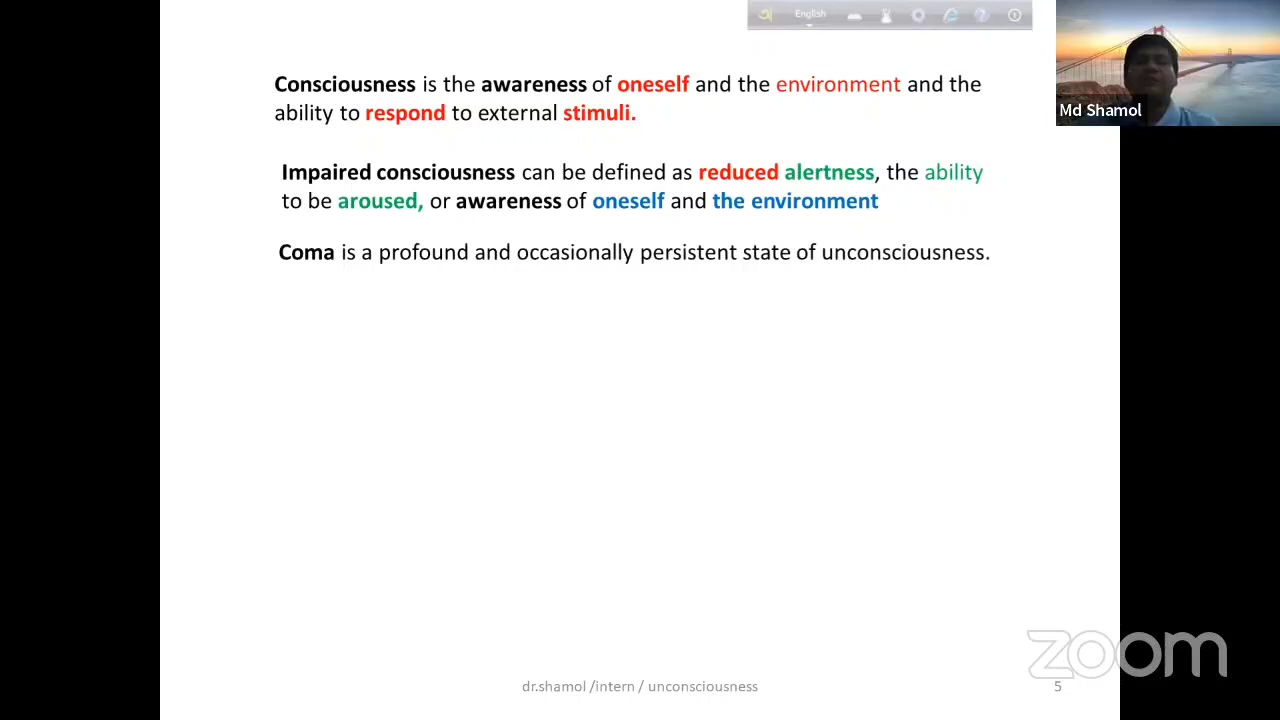 English
Md Shamol
Consciousness is the awareness of oneself and the environment and the
ability to respond to external stimuli.
Impaired consciousness can be defined as reduced alertness, the ability
to be aroused, or awareness of oneself and the environment
Coma is a profound and occasionally persistent state of unconsciousness.
zoom
dr.shamol /intern / unconsciousness
5